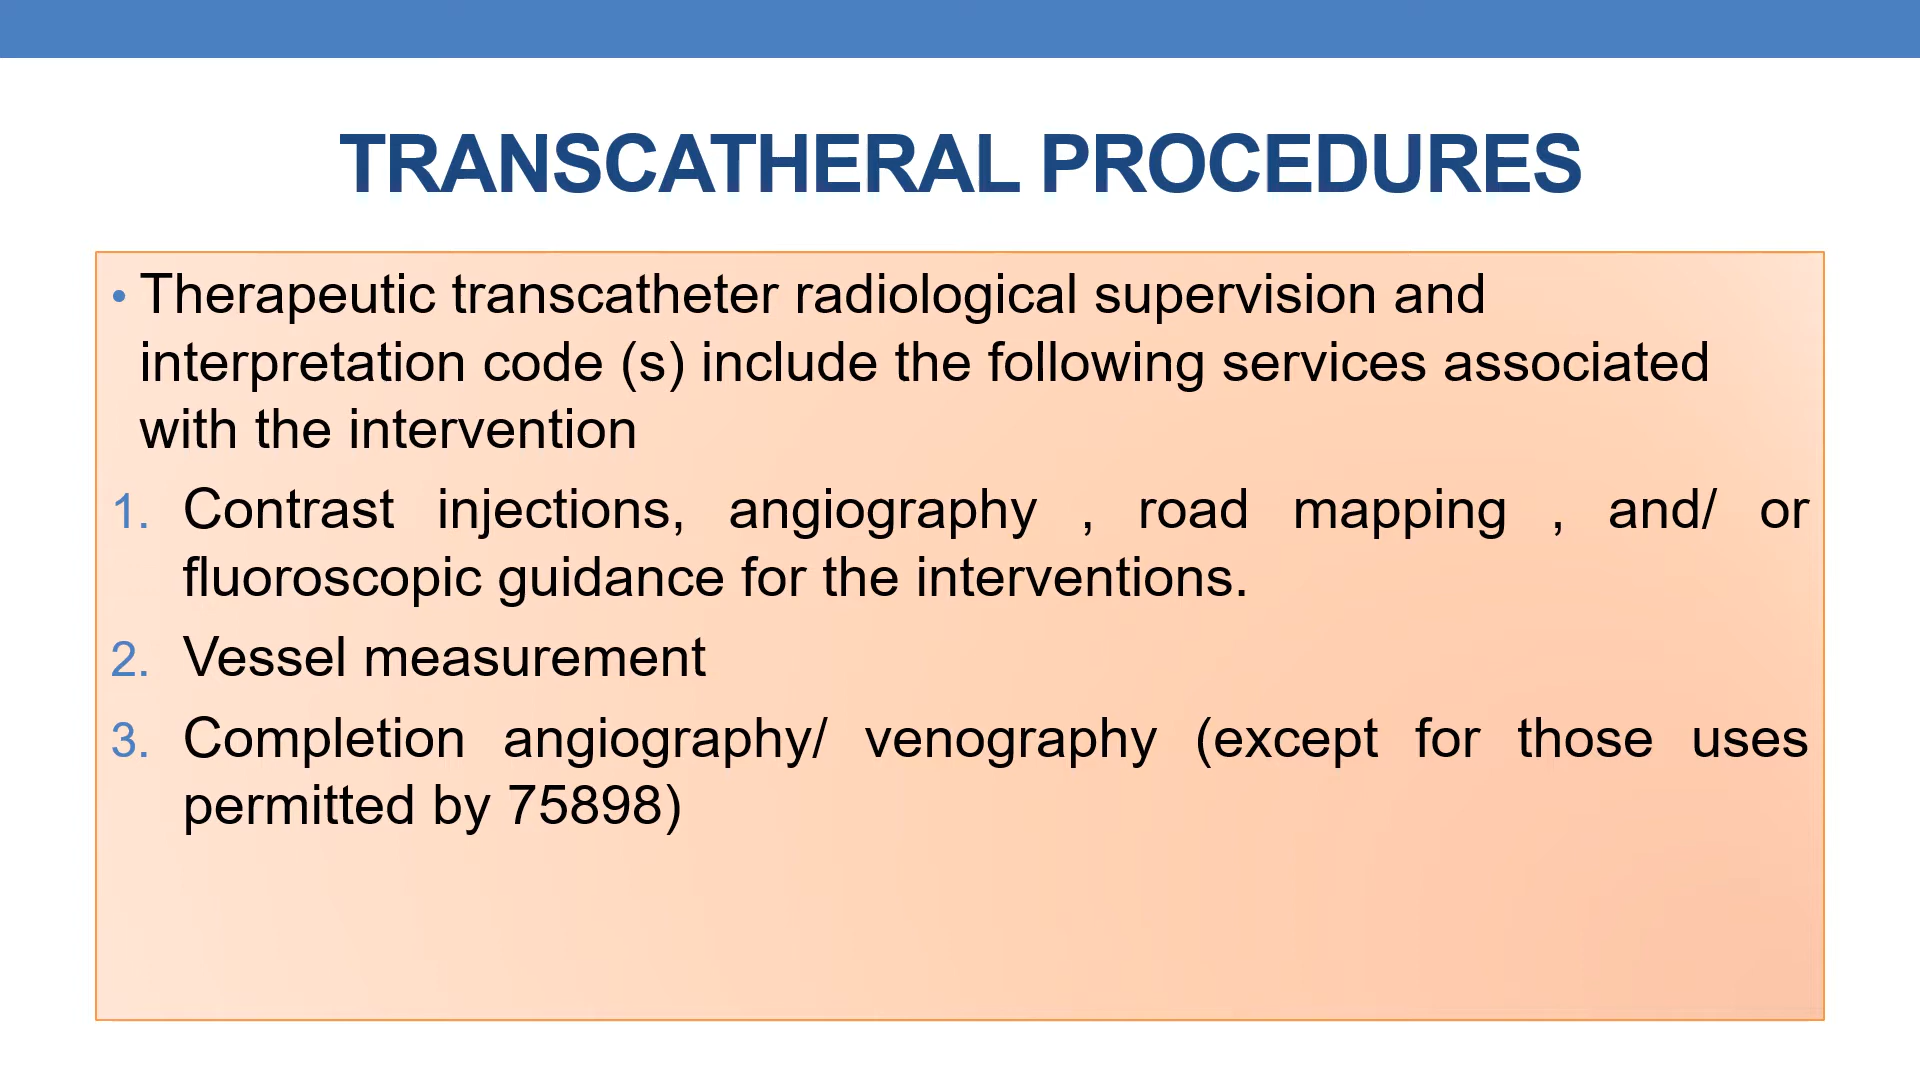 TRANSCATHERAL PROCEDURES
• Therapeutic transcatheter radiological supervision and
interpretation code (s) include the following services associated
with the intervention
1. Contrast injections, angiography , road mapping , and/ or
fluoroscopic guidance for the interventions.
2. Vessel measurement
3. Completion angiography/ venography (except for those uses
permitted by 75898)